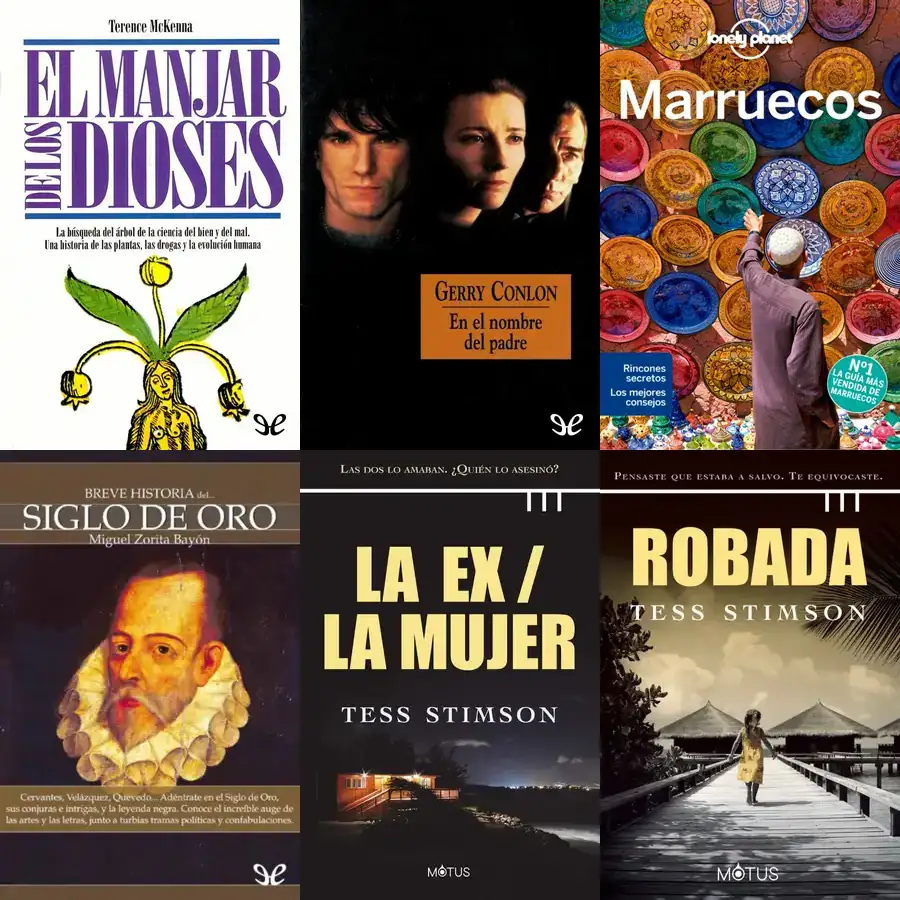 Terence McKenna
EL MANJAR
DE LOS
DIOSES
La búsqueda del árbol de la ciencia del bien y del mal.
Una historia de las plantas, las drogas y la evolución humana
GERRY CONLON
En el nombre
del padre
lonely planet
Marruecos
Rincones
secretos
Los mejores
consejos
Nº1
LA GUÍA MÁS
VENDIDA DE
MARRUECOS
BREVE HISTORIA del...
SIGLO DE ORO
Miguel Zorita Bayón
Cervantes, Velázquez, Quevedo... Adéntrate en el Siglo de Oro,
sus conjuras e intrigas, y la leyenda negra. Conoce el increíble auge de
las artes y las letras, junto a turbias tramas políticas y confabulaciones.
LAS DOS LO AMABAN. ¿QUIÉN LO ASESINÓ?
LA EX /
LA MUJER
TESS STIMSON
MOTUS
PENSASTE QUE ESTABA A SALVO. TE EQUIVOCASTE.
ROBADA
TESS STIMSON
MOTUS